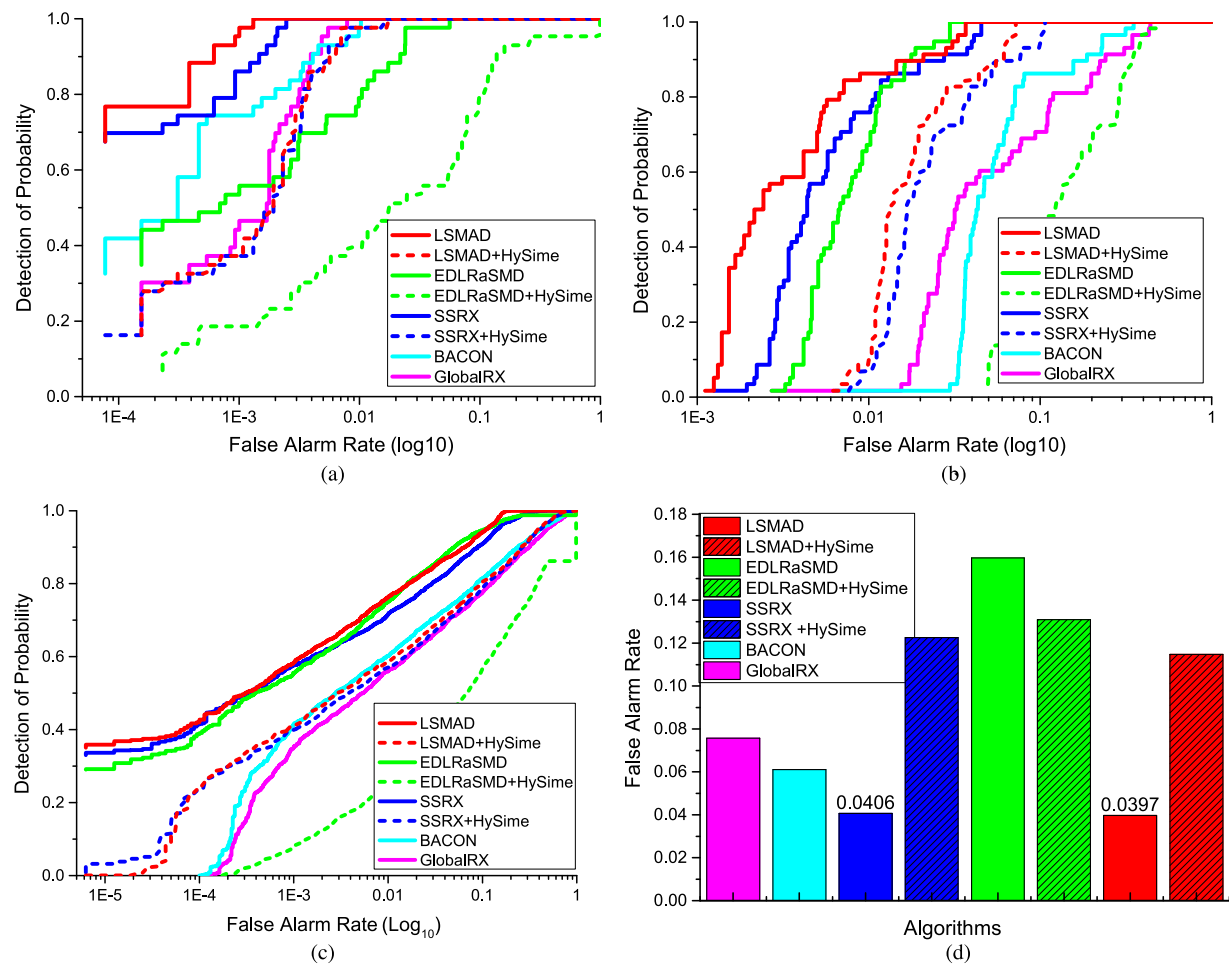 1.0
0.8
0.6
0.4
0.2
0.0
Detection of Probability
LSMAD
LSMAD+HySime
EDLRaSMD
EDLRaSMD+HySime
SSRX
SSRX+HySime
BACON
GlobalRX
1E-4
1E-3
0.01
0.1
1
False Alarm Rate (log10)
(a)
1.0
0.8
0.6
0.4
0.2
0.0
Detection of Probability
LSMAD
LSMAD+HySime
EDLRaSMD
EDLRaSMD+HySime
SSRX
SSRX+HySime
BACON
GlobalRX
1E-3
0.01
0.1
1
False Alarm Rate (log10)
(b)
1.0
0.8
0.6
0.4
0.2
0.0
Detection of Probability
LSMAD
LSMAD+HySime
EDLRaSMD
EDLRaSMD+HySime
SSRX
SSRX+HySime
BACON
GlobalRX
1E-5
1E-4
1E-3
0.01
0.1
1
False Alarm Rate (Log10)
(c)
0.18
0.16
0.14
0.12
0.10
0.08
0.06
0.04
0.02
0.00
False Alarm Rate
LSMAD
LSMAD+HySime
EDLRaSMD
EDLRaSMD+HySime
SSRX
SSRX +HySime
BACON
GlobalRX
0.0406
0.0397
Algorithms
(d)